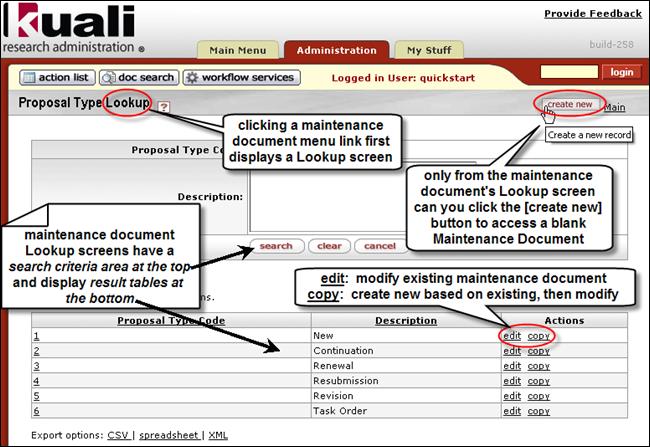 Kuali
research administration ®
Provide Feedback
Main Menu
Administration
My Stuff
build-258
action list
doc search
workflow services
Logged in User: quickstart
login
Proposal Type Lookup
?
create new
Main
Create a new record
clicking a maintenance
document menu link first
displays a Lookup screen
only from the maintenance
document's Lookup screen
can you click the [create new]
button to access a blank
Maintenance Document
Proposal Type Co
Description:
search
clear
cancel
maintenance document
Lookup screens have a
search criteria area at the top
and display result tables at
the bottom.
edit: modify existing maintenance document
copy: create new based on existing, then modify
ms.
Proposal Type Code Description Actions
1 New edit copy
2 Continuation edit copy
3 Renewal edit copy
4 Resubmission edit copy
5 Revision edit copy
6 Task Order edit copy
Export options: CSV | spreadsheet | XML